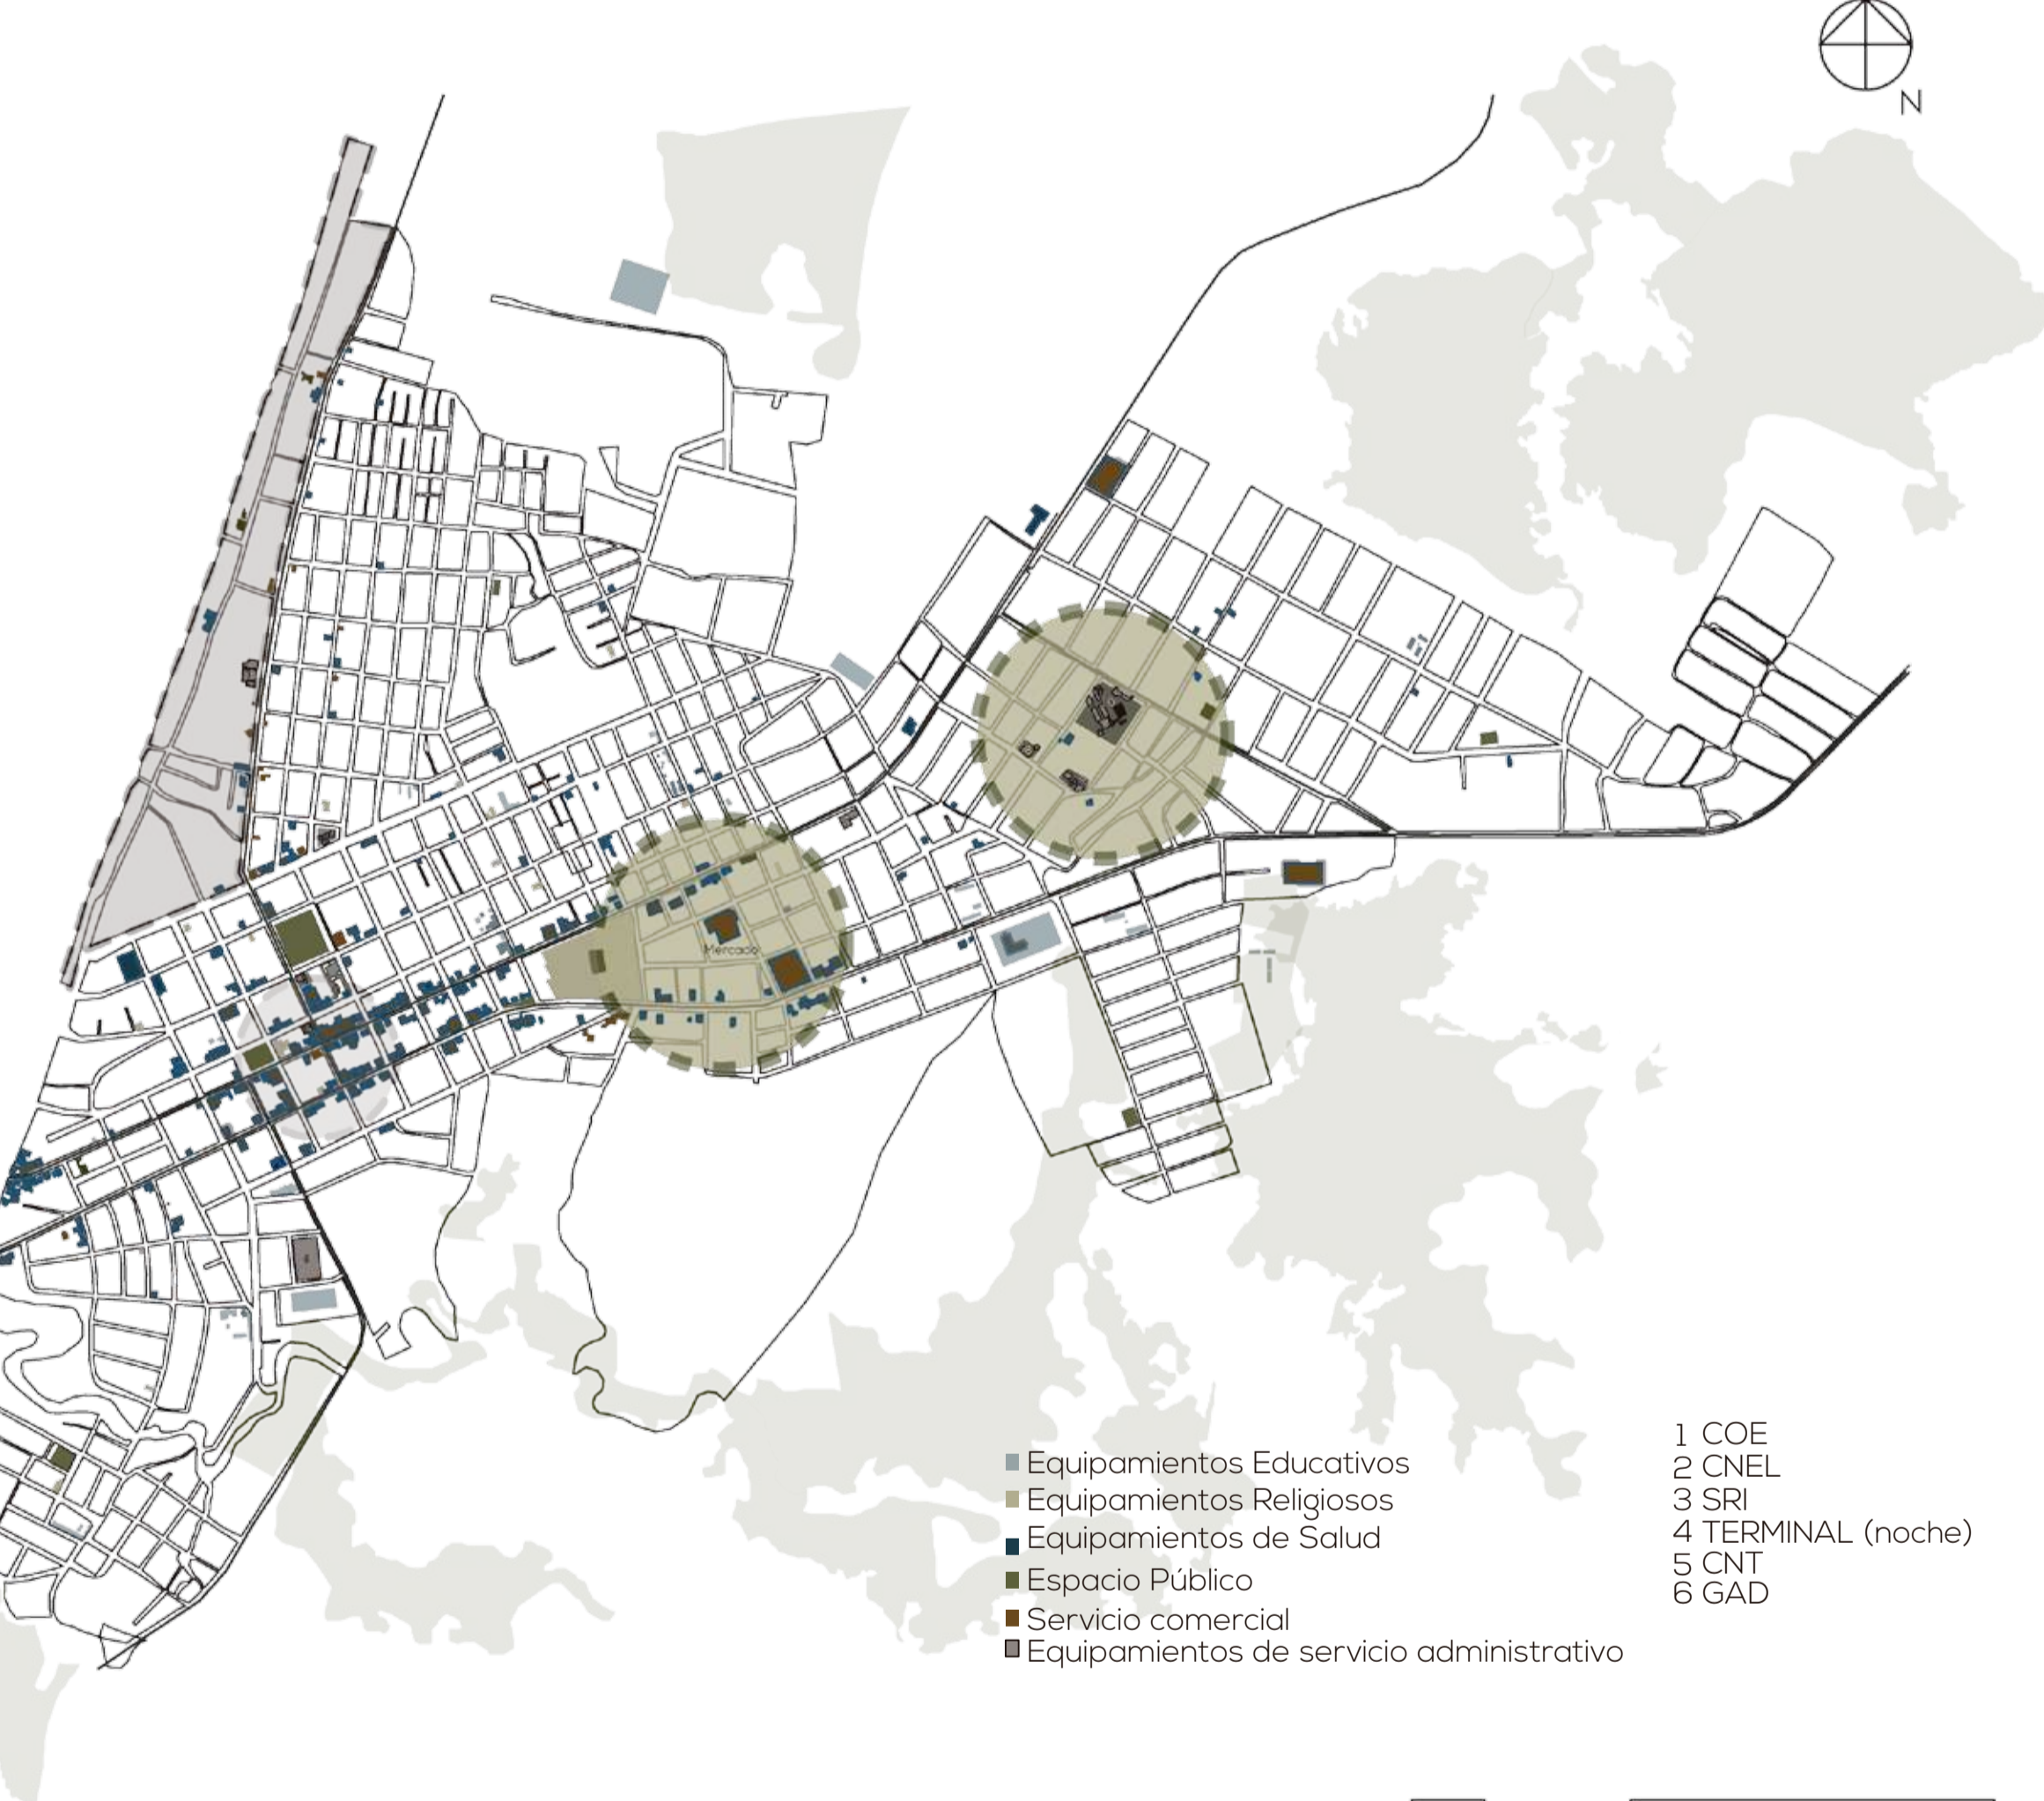 N
Mercado
Equipamientos Educativos
Equipamientos Religiosos
Equipamientos de Salud
Espacio Público
Servicio comercial
Equipamientos de servicio administrativo
1 COE
2 CNEL
3 SRI
4 TERMINAL (noche)
5 CNT
6 GAD